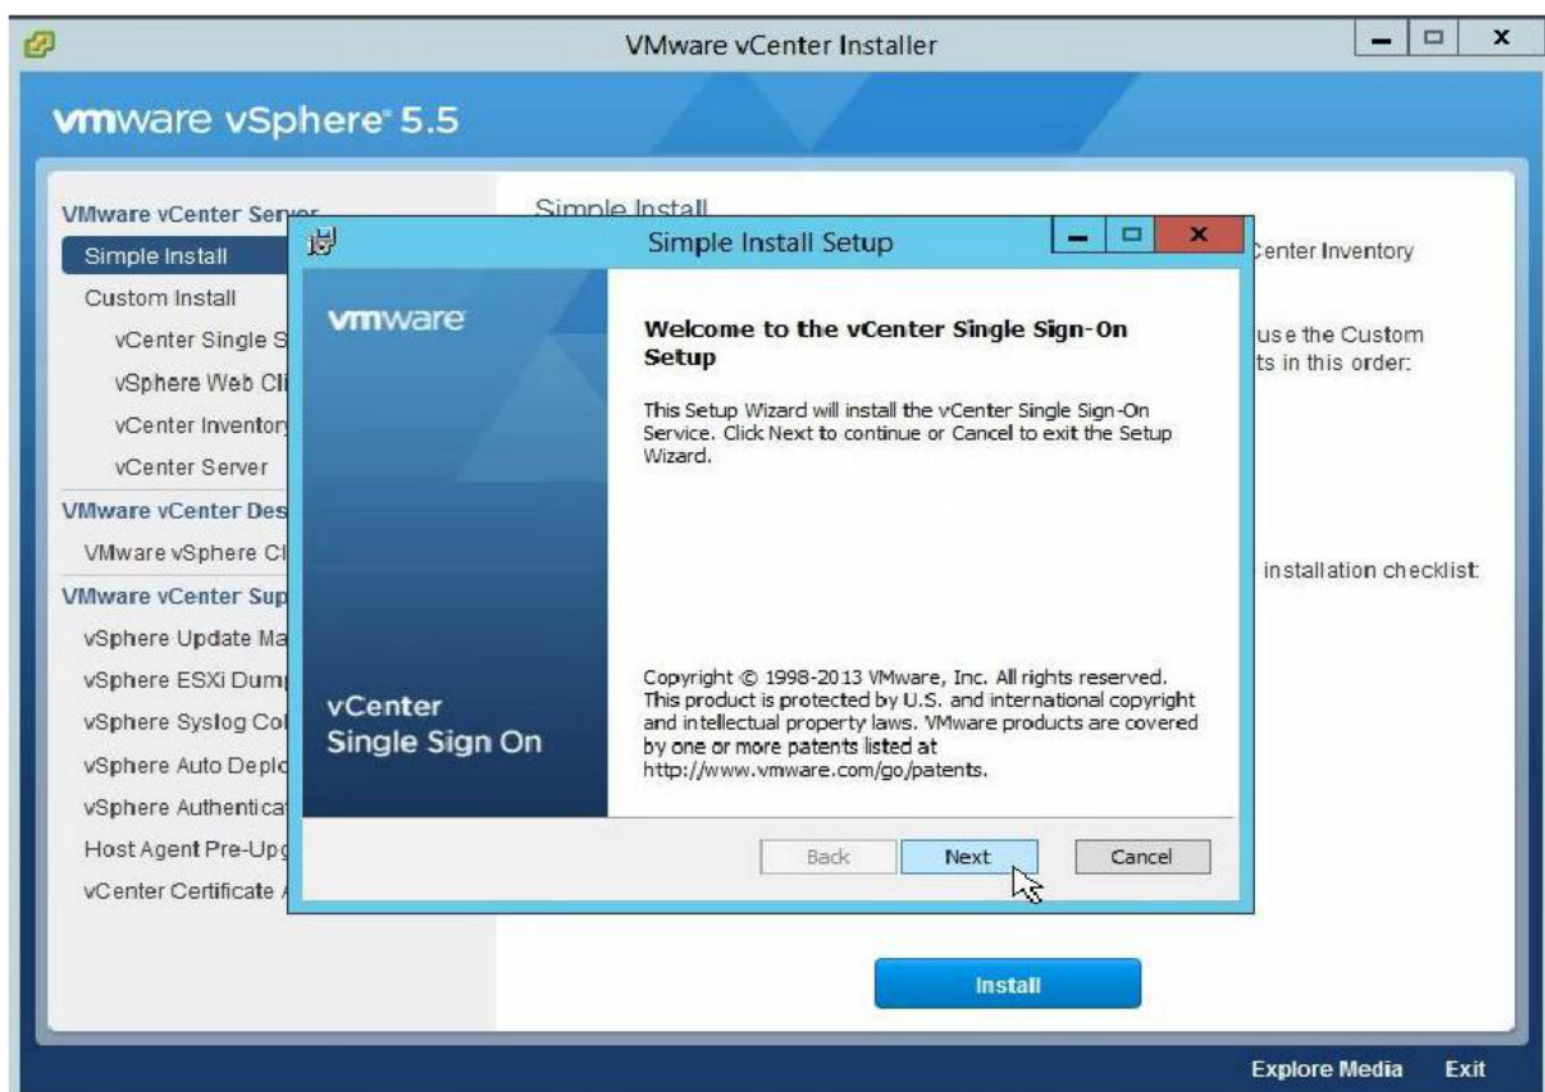 VMware vCenter Installer
vmware vSphere® 5.5
VMware vCenter Server
Simple Install
Custom Install
vCenter Single S
vSphere Web Cli
vCenter Inventory
vCenter Server
VMware vCenter Des
VMware vSphere Cl
VMware vCenter Sup
vSphere Update Ma
vSphere ESXi Dump
vSphere Syslog Col
vSphere Auto Deplo
vSphere Authentica
Host Agent Pre-Upg
vCenter Certificate A
Simple Install
Center Inventory
use the Custom
ts in this order:
installation checklist:
Simple Install Setup
vmware
vCenter
Single Sign On
Welcome to the vCenter Single Sign-On
Setup
This Setup Wizard will install the vCenter Single Sign-On
Service. Click Next to continue or Cancel to exit the Setup
Wizard.
Copyright © 1998-2013 VMware, Inc. All rights reserved.
This product is protected by U.S. and international copyright
and intellectual property laws. VMware products are covered
by one or more patents listed at
http://www.vmware.com/go/patents.
Back Next Cancel
Install
Explore Media Exit